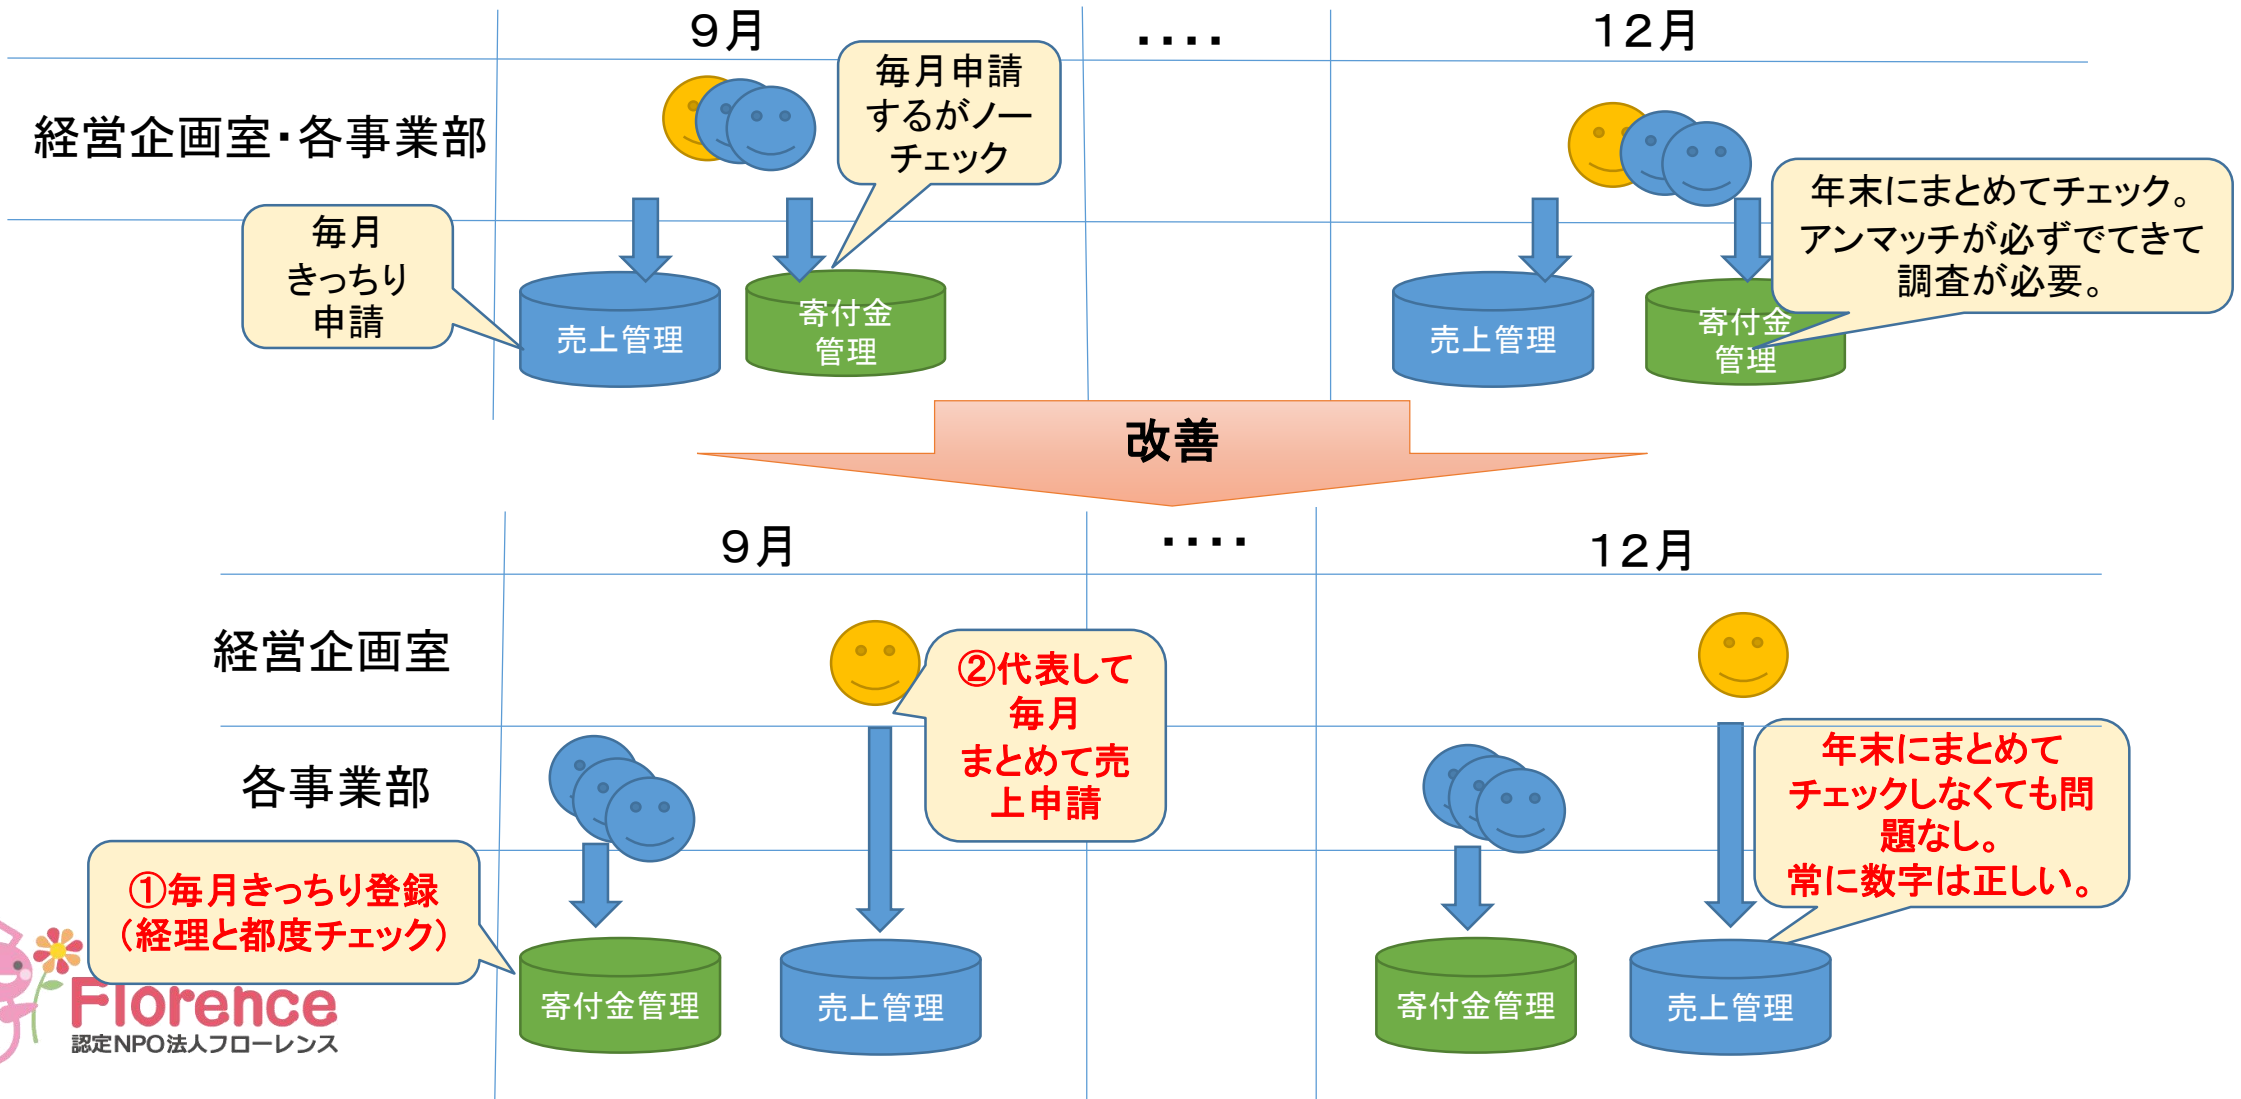 9月
・・・・
12月
経営企画室・各事業部
毎月申請
するがノー
チェック
毎月
きっちり
申請
年末にまとめてチェック。
アンマッチが必ずでてきて
調査が必要。
売上管理
寄付金
管理
売上管理
寄付金
管理
改善
9月
・・・・
12月
経営企画室
②代表して
毎月
まとめて売
上申請
各事業部
年末にまとめて
チェックしなくても問
題なし。
常に数字は正しい。
①毎月きっちり登録
（経理と都度チェック）
寄付金管理
売上管理
寄付金管理
売上管理
Florence
認定NPO法人フローレンス